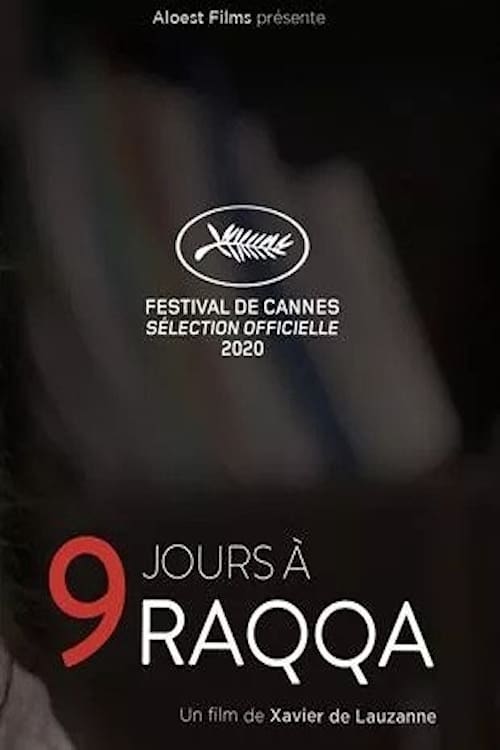 Aloest Films présente
FESTIVAL DE CANNES
SÉLECTION OFFICIELLE
2020
9 JOURS À
RAQQA
Un film de Xavier de Lauzanne